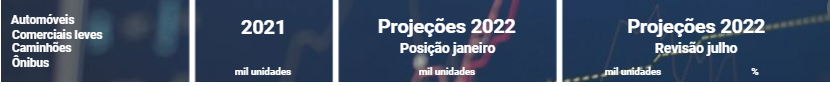 Automóveis
Comerciais leves
Caminhões
Ônibus
2021
mil unidades
Projeções 2022
Posição janeiro
mil unidades
Projeções 2022
Revisão julho
mil unidades %